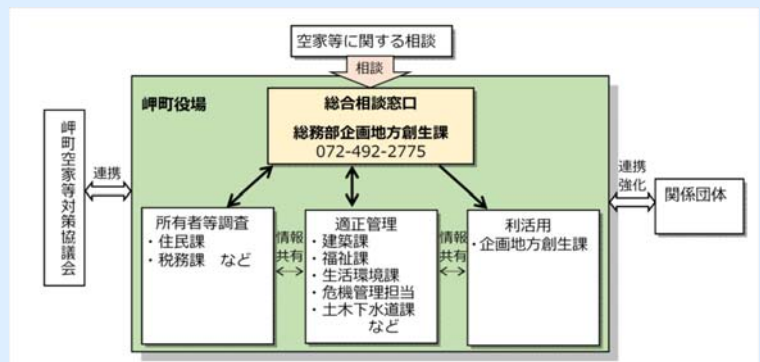 空家等に関する相談
相談
岬町役場
総合相談窓口
総務部企画地方創生課
072-492-2775
岬町空家等対策協議会
連携
連携
強化
関係団体
所有者等調査
・住民課
・税務課 など
情報
共有
適正管理
・建築課
・福祉課
・生活環境課
・危機管理担当
・土木下水道課
など
情報
共有
利活用
・企画地方創生課